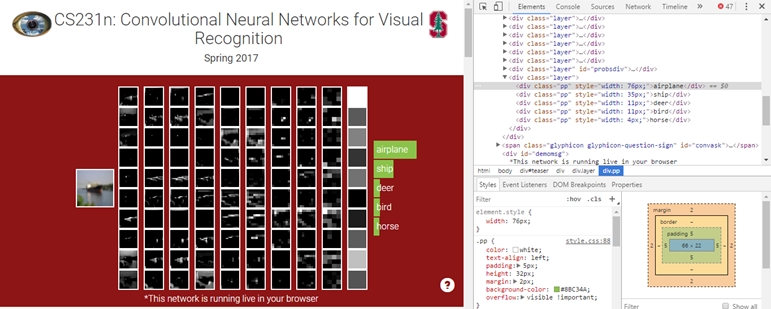 CS231n: Convolutional Neural Networks for Visual
Recognition
Spring 2017
airplane
ship
deer
bird
horse
?
*This network is running live in your browser
Elements Console Sources Network Timeline » 47
<div class="layer">…</div>
<div class="layer">…</div>
<div class="layer">…</div>
<div class="layer">…</div>
<div class="layer" id="probsdiv">…</div>
<div class="layer">
<div class="pp" style="width: 76px;">airplane</div> == $0
<div class="pp" style="width: 35px;">ship</div>
<div class="pp" style="width: 11px;">deer</div>
<div class="pp" style="width: 11px;">bird</div>
<div class="pp" style="width: 4px;">horse</div>
</div>
</div>
<span class="glyphicon glyphicon-question-sign" id="convask">…</span>
<div id="demomsg">
*This network is running live in your browser
html body div#teaser div div.layer div.pp
Styles Event Listeners DOM Breakpoints Properties
Filter :hov .cls +
element.style {
width: 76px;
}
.pp { style.css:88
color: white;
text-align: left;
padding: 5px;
height: 32px;
margin: 2px;
background-color: #8BC34A;
overflow: visible !important;
margin 2
border –
padding 5
2 – 5 66 × 22 5 – 2
5
–
2
Filter Show all